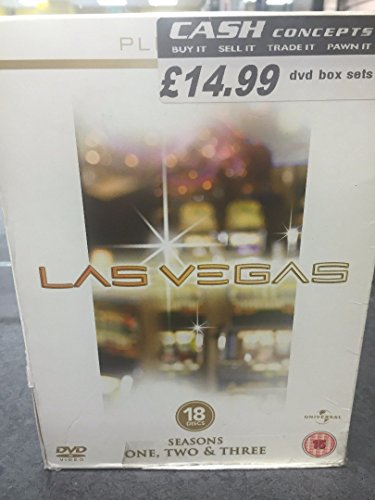 PL
CASH CONCEPTS
BUY IT SELL IT TRADE IT PAWN IT
£14.99 dvd box sets
LAS VEGAS
18
DISCS
UNIVERSAL
SEASONS
ONE, TWO & THREE
DVD
VIDEO
15